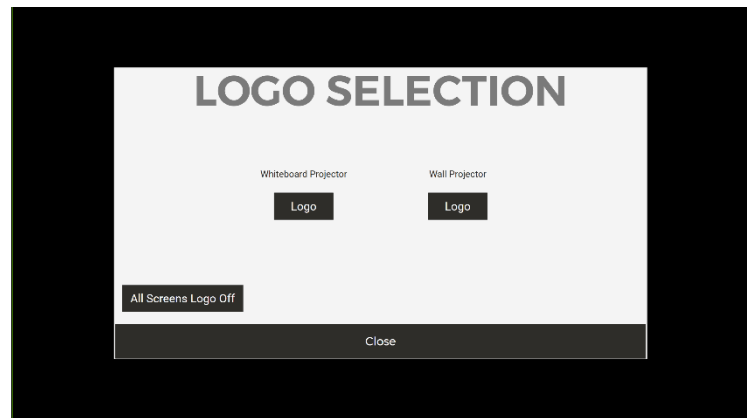 LOGO SELECTION
Whiteboard Projector
Wall Projector
Logo
Logo
All Screens Logo Off
Close